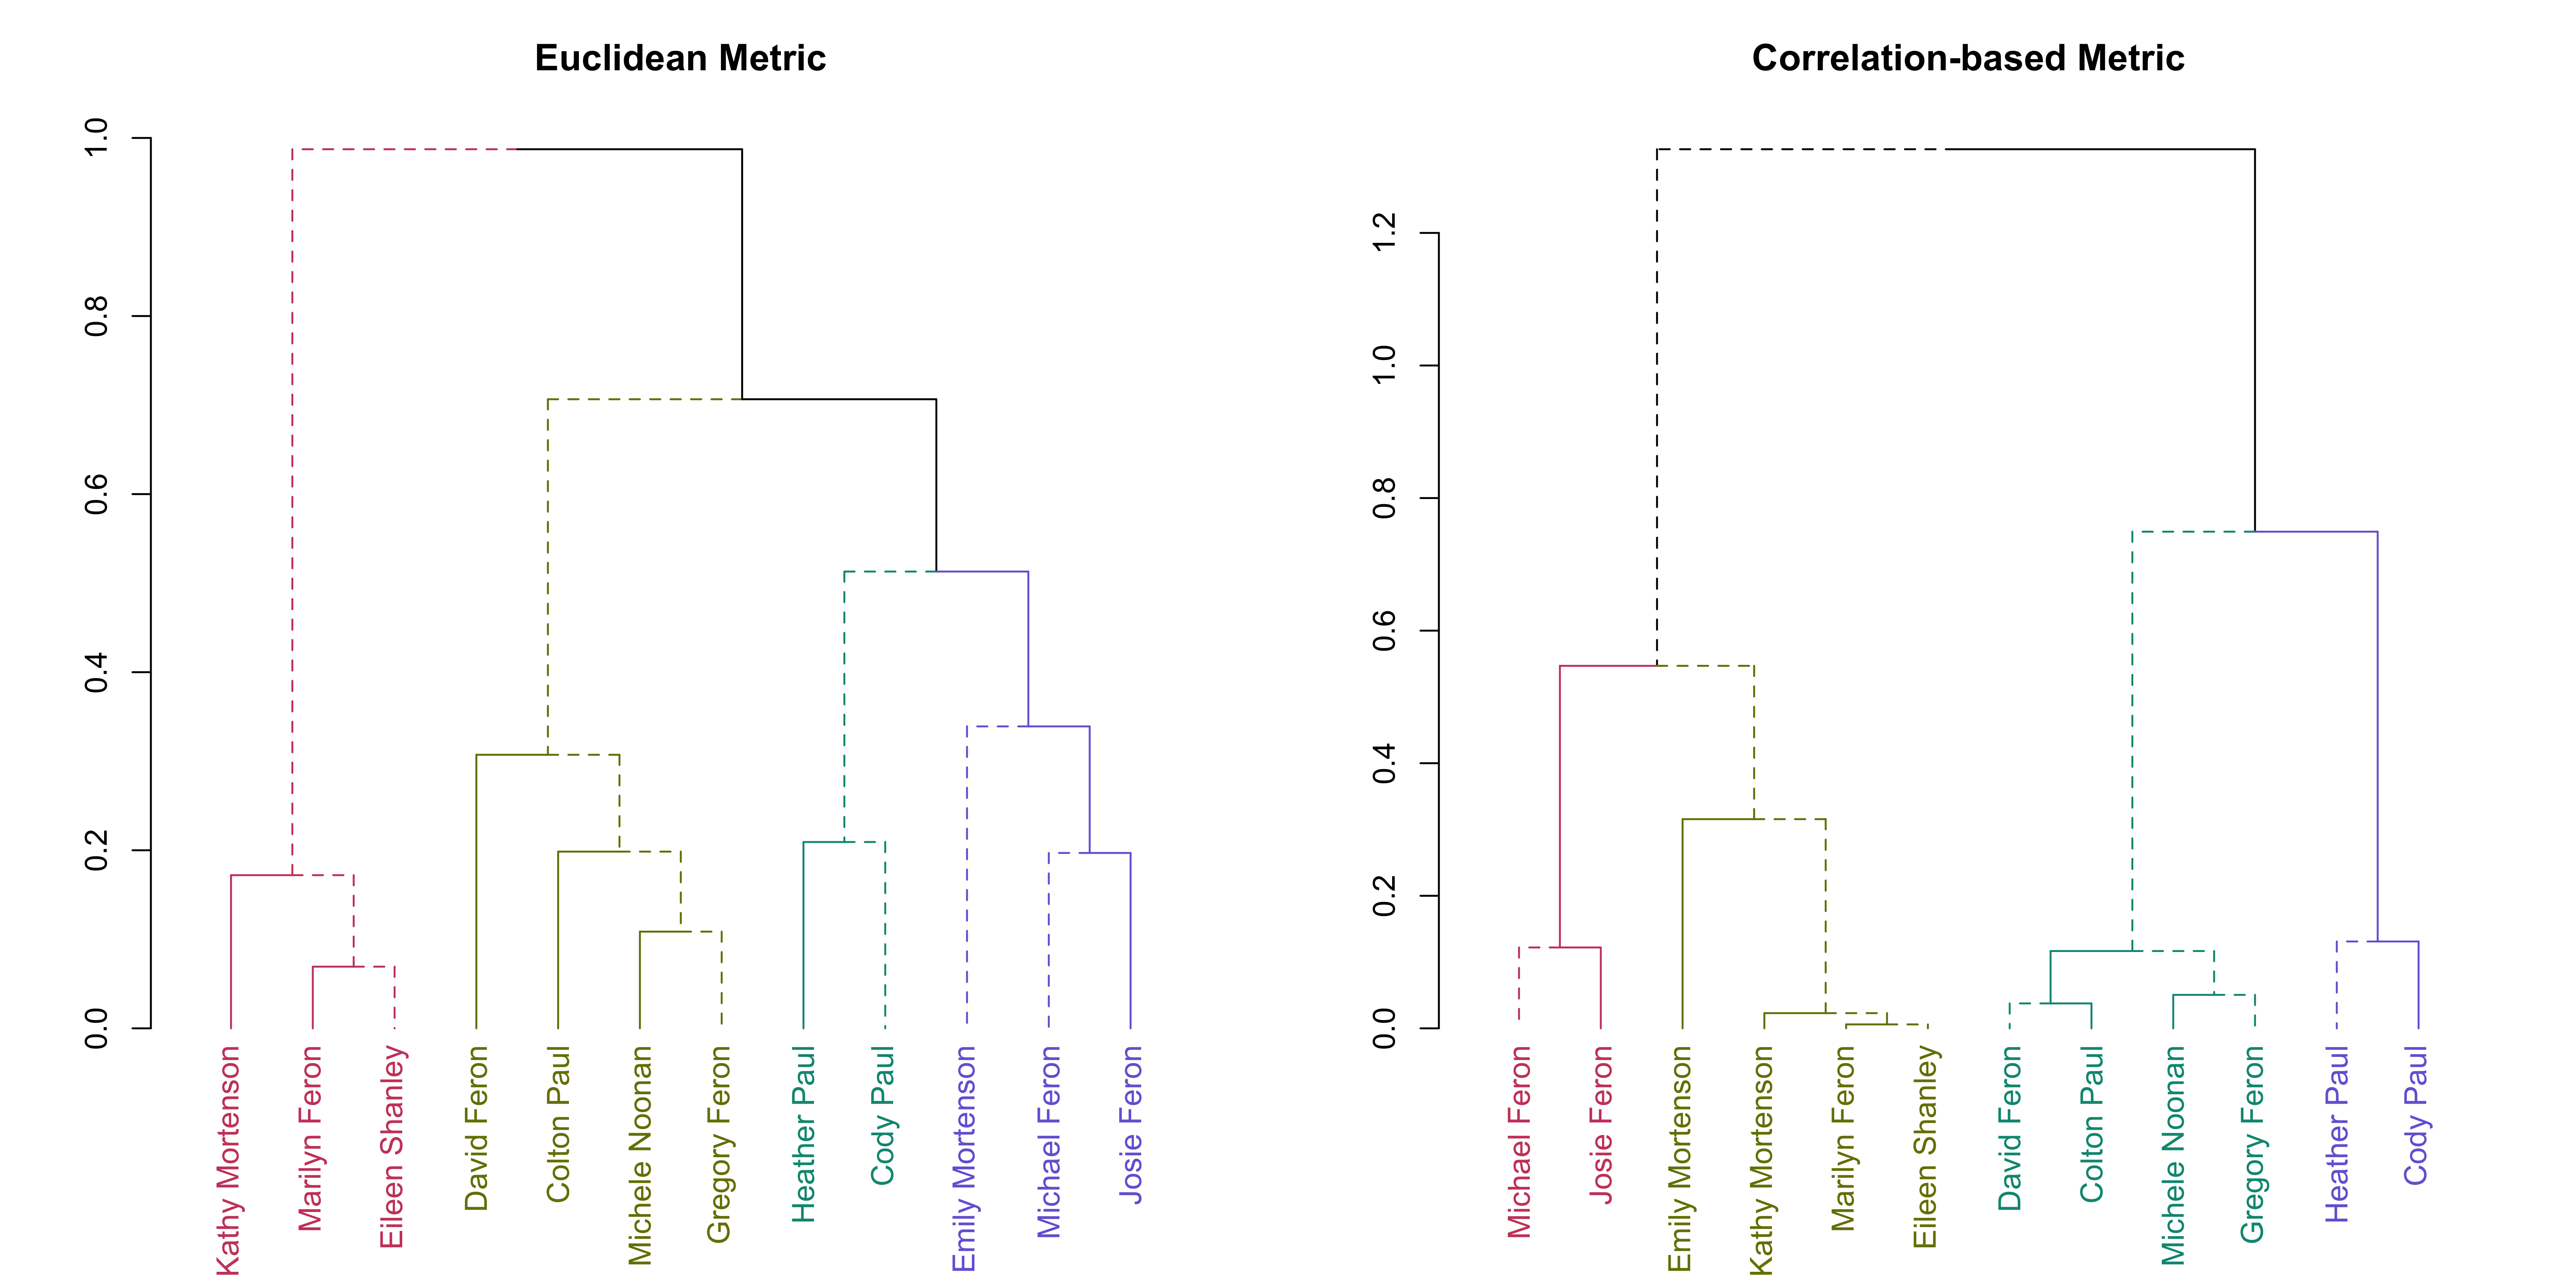 Euclidean Metric
1.0
0.8
0.6
0.4
0.2
0.0
Kathy Mortenson
Marilyn Feron
Eileen Shanley
David Feron
Colton Paul
Michele Noonan
Gregory Feron
Heather Paul
Cody Paul
Emily Mortenson
Michael Feron
Josie Feron
Correlation-based Metric
1.2
1.0
0.8
0.6
0.4
0.2
0.0
Michael Feron
Josie Feron
Emily Mortenson
Kathy Mortenson
Marilyn Feron
Eileen Shanley
David Feron
Colton Paul
Michele Noonan
Gregory Feron
Heather Paul
Cody Paul